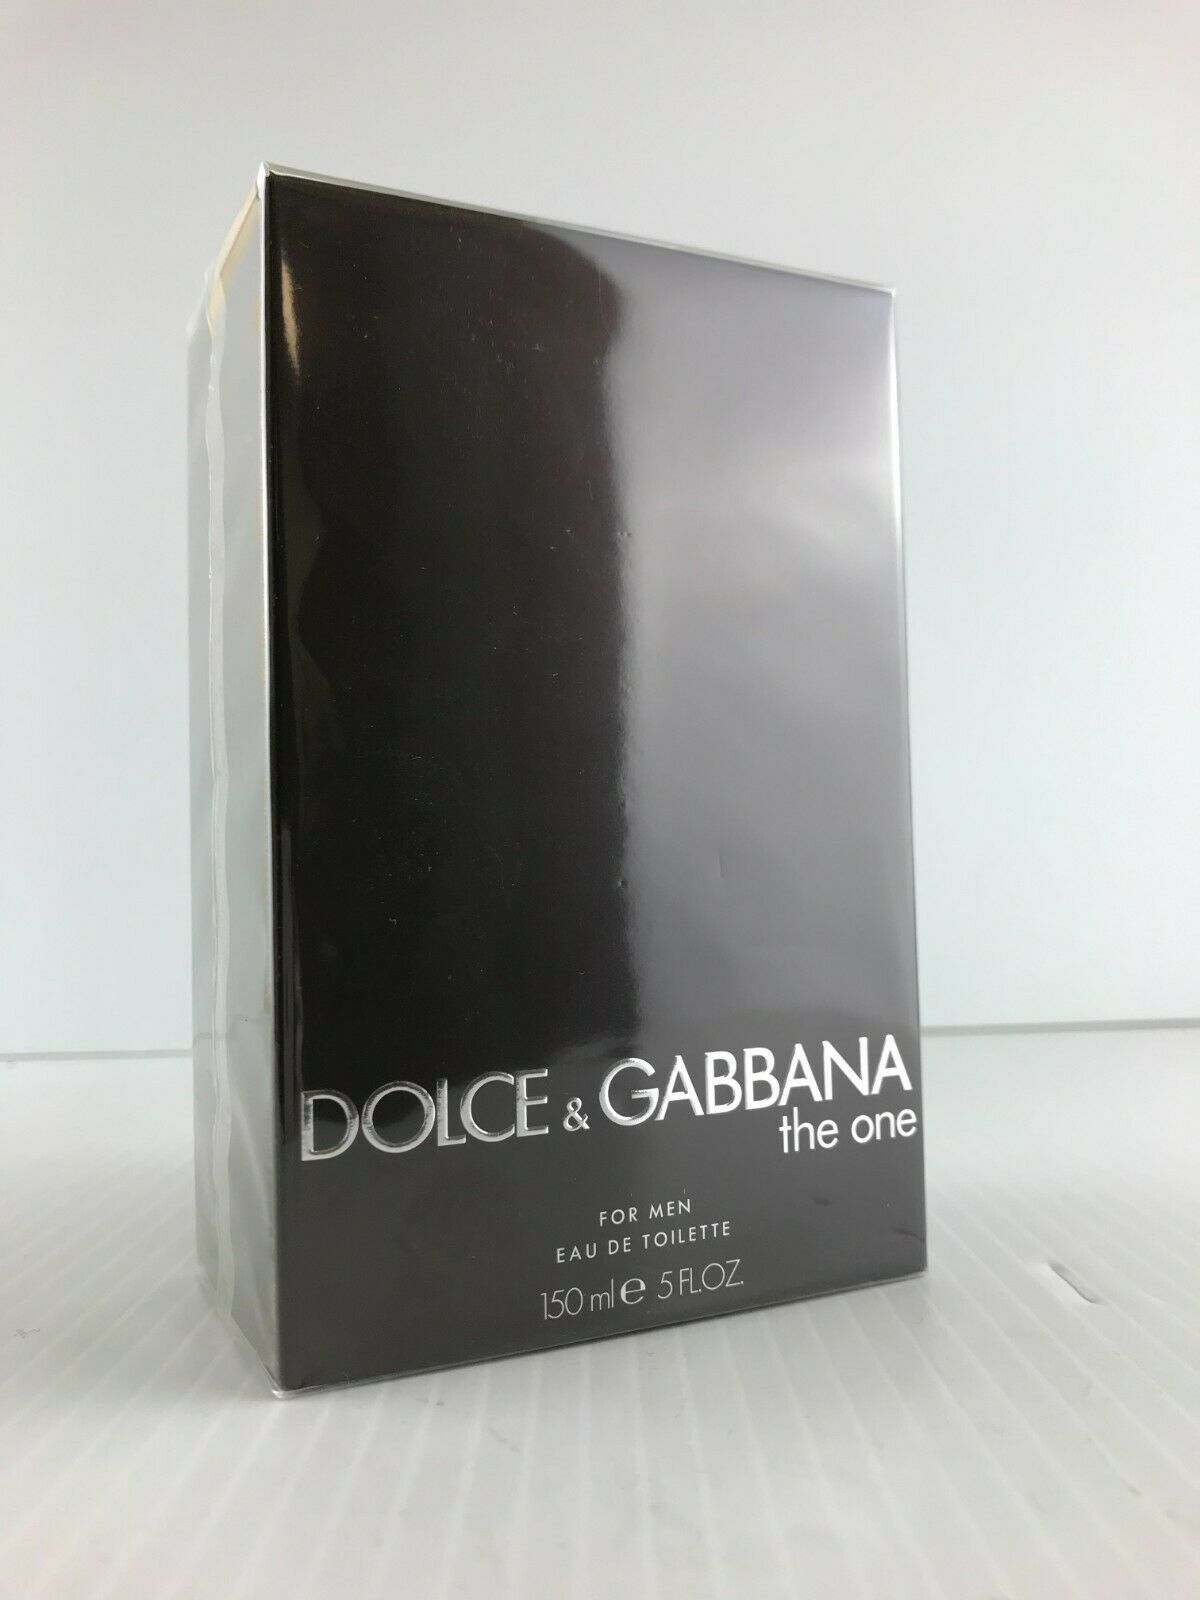 DOLCE & GABBANA
the one
FOR MEN
EAU DE TOILETTE
150 ml e 5 FL.OZ.